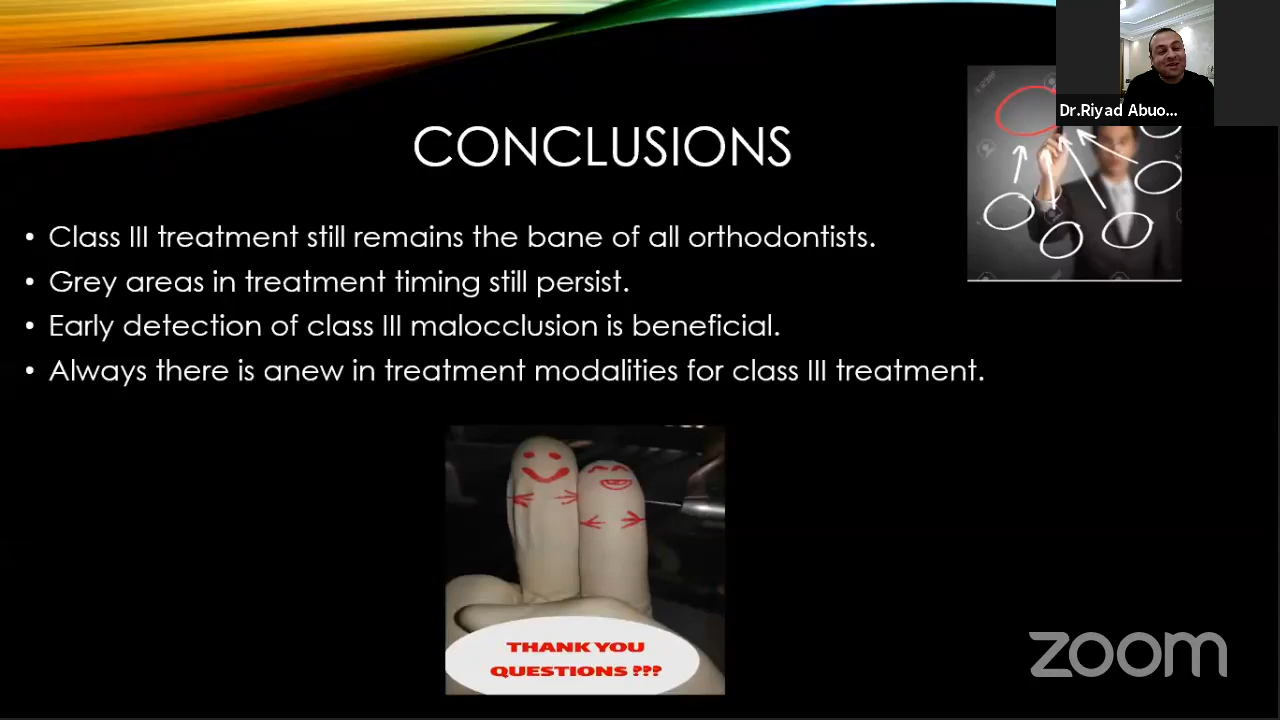 Dr.Riyad Abuo...
CONCLUSIONS
• Class III treatment still remains the bane of all orthodontists.
• Grey areas in treatment timing still persist.
• Early detection of class III malocclusion is beneficial.
• Always there is anew in treatment modalities for class III treatment.
THANK YOU
QUESTIONS ???
zoom